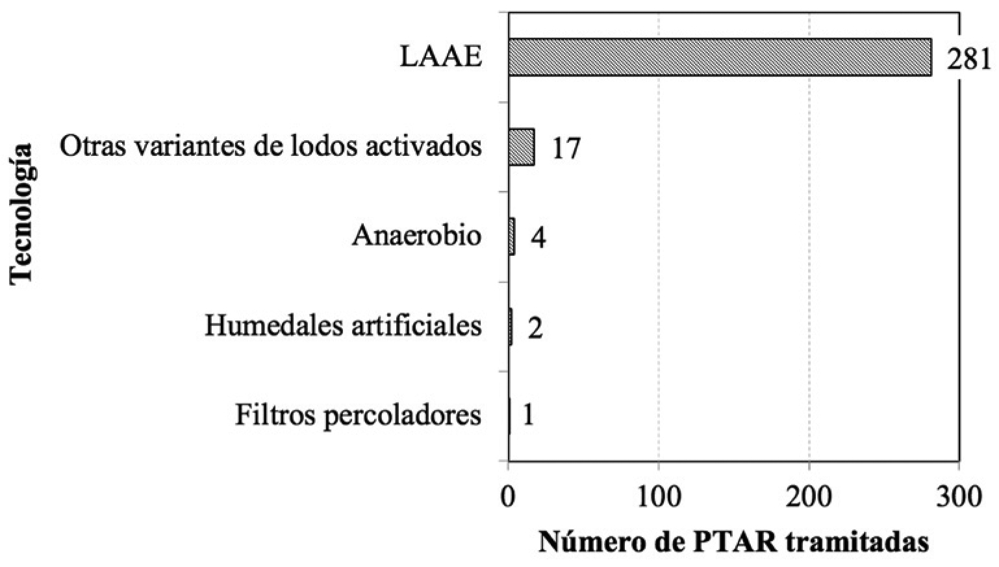 LAAE
281
Otras variantes de lodos activados
17
Anaerobio
4
Humedales artificiales
2
Filtros percoladores
1
Tecnología
0 100 200 300
Número de PTAR tramitadas